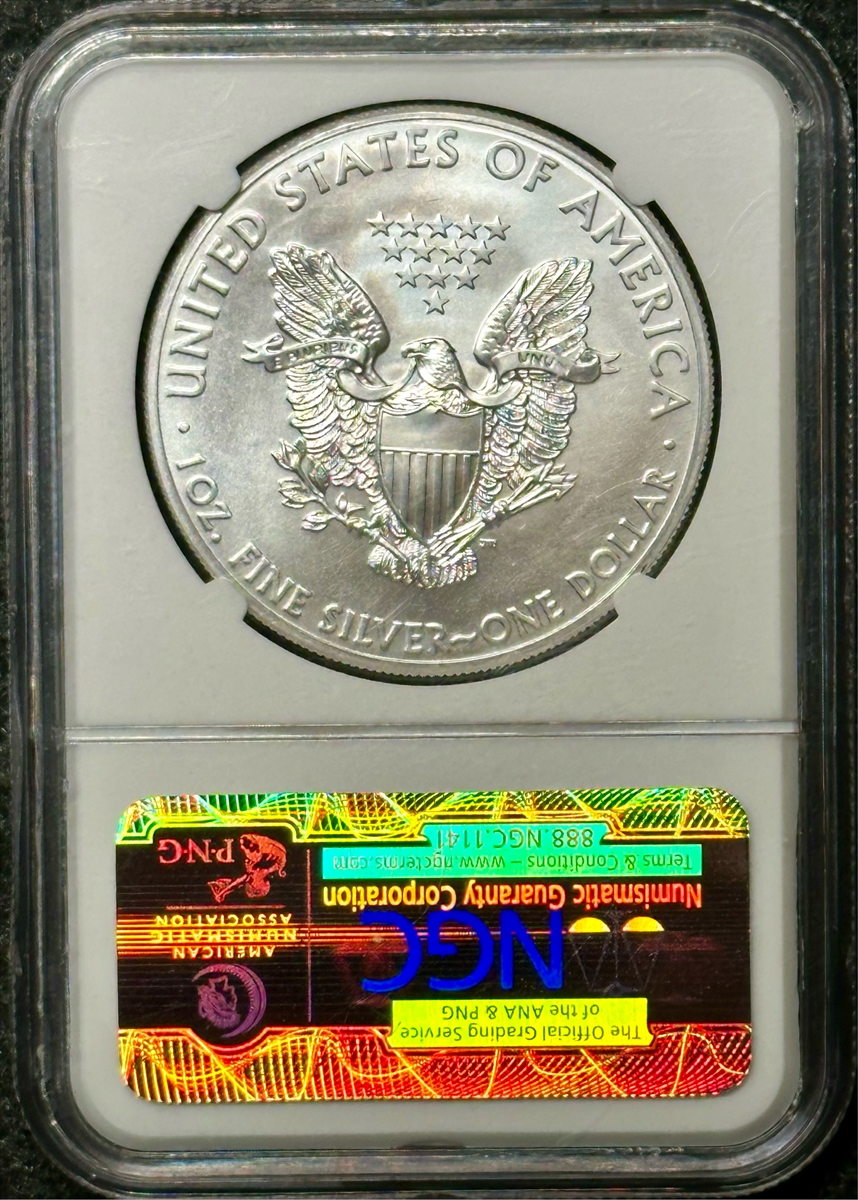 UNITED STATES OF AMERICA
E PLURIBUS UNUM
· 1 OZ. FINE SILVER~ONE DOLLAR ·
The Official Grading Service
of the ANA & PNG
NGC
Numismatic Guaranty Corporation
Terms & Conditions – www.ngcterms.com
888.NGC.1141
AMERICAN
NUMISMATIC
ASSOCIATION
P·N·G